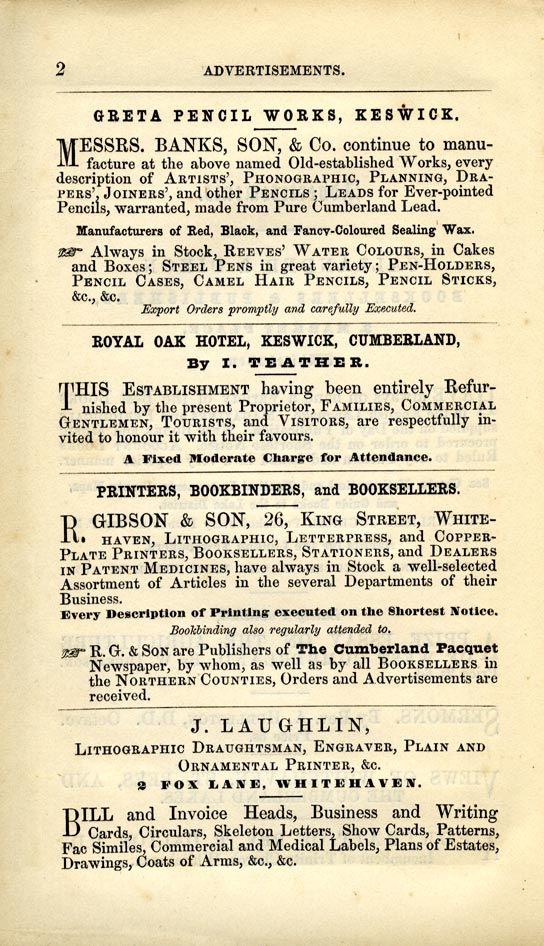 2 ADVERTISEMENTS.
GRETA PENCIL WORKS, KESWICK.
MESSRS. BANKS, SON, & Co. continue to manu-
facture at the above named Old-established Works, every
description of ARTISTS', PHONOGRAPHIC, PLANNING, DRA-
PERS', JOINERS', and other PENCILS; LEADS for Ever-pointed
Pencils, warranted, made from Pure Cumberland Lead.
Manufacturers of Red, Black, and Fancy-Coloured Sealing Wax.
☞ Always in Stock, REEVES' WATER COLOURS, in Cakes
and Boxes; STEEL PENS in great variety; PEN-HOLDERS,
PENCIL CASES, CAMEL HAIR PENCILS, PENCIL STICKS,
&c., &c.
Export Orders promptly and carefully Executed.
ROYAL OAK HOTEL, KESWICK, CUMBERLAND,
By I. TEATHER.
THIS ESTABLISHMENT having been entirely Refur-
nished by the present Proprietor, FAMILIES, COMMERCIAL
GENTLEMEN, TOURISTS, and VISITORS, are respectfully in-
vited to honour it with their favours.
A Fixed Moderate Charge for Attendance.
PRINTERS, BOOKBINDERS, and BOOKSELLERS.
R. GIBSON & SON, 26, KING STREET, WHITE-
HAVEN, LITHOGRAPHIC, LETTERPRESS, and COPPER-
PLATE PRINTERS, BOOKSELLERS, STATIONERS, and DEALERS
IN PATENT MEDICINES, have always in Stock a well-selected
Assortment of Articles in the several Departments of their
Business.
Every Description of Printing executed on the Shortest Notice.
Bookbinding also regularly attended to.
☞ R. G. & SON are Publishers of The Cumberland Pacquet
Newspaper, by whom, as well as by all BOOKSELLERS in
the NORTHERN COUNTIES, Orders and Advertisements are
received.
J. LAUGHLIN,
LITHOGRAPHIC DRAUGHTSMAN, ENGRAVER, PLAIN AND
ORNAMENTAL PRINTER, &c.
2 FOX LANE, WHITEHAVEN.
BILL and Invoice Heads, Business and Writing
Cards, Circulars, Skeleton Letters, Show Cards, Patterns,
Fac Similes, Commercial and Medical Labels, Plans of Estates,
Drawings, Coats of Arms, &c., &c.